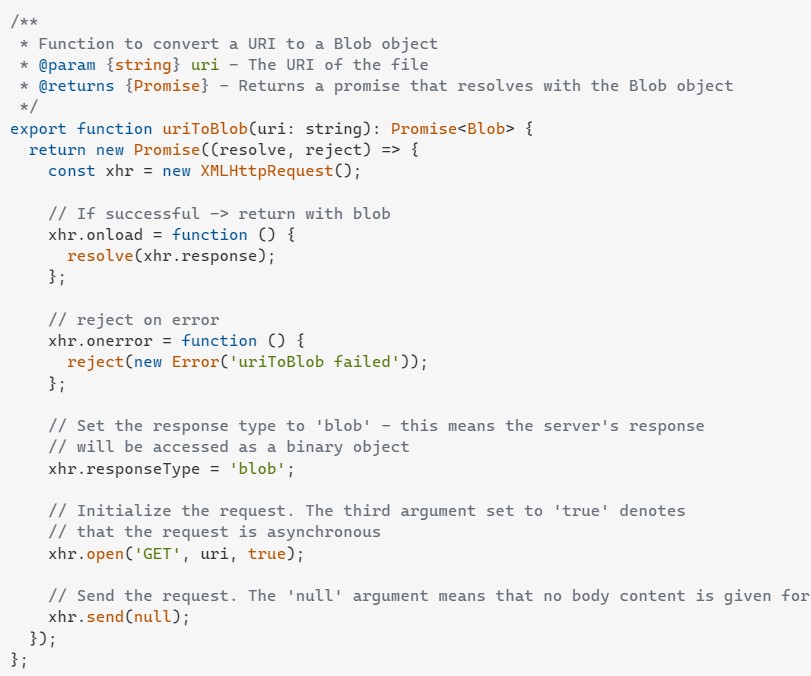 /**
 * Function to convert a URI to a Blob object
 * @param {string} uri - The URI of the file
 * @returns {Promise} - Returns a promise that resolves with the Blob object
 */
export function uriToBlob(uri: string): Promise<Blob> {
  return new Promise((resolve, reject) => {
    const xhr = new XMLHttpRequest();

    // If successful -> return with blob
    xhr.onload = function () {
      resolve(xhr.response);
    };

    // reject on error
    xhr.onerror = function () {
      reject(new Error('uriToBlob failed'));
    };

    // Set the response type to 'blob' - this means the server's response
    // will be accessed as a binary object
    xhr.responseType = 'blob';

    // Initialize the request. The third argument set to 'true' denotes
    // that the request is asynchronous
    xhr.open('GET', uri, true);

    // Send the request. The 'null' argument means that no body content is given for
    xhr.send(null);
  });
};